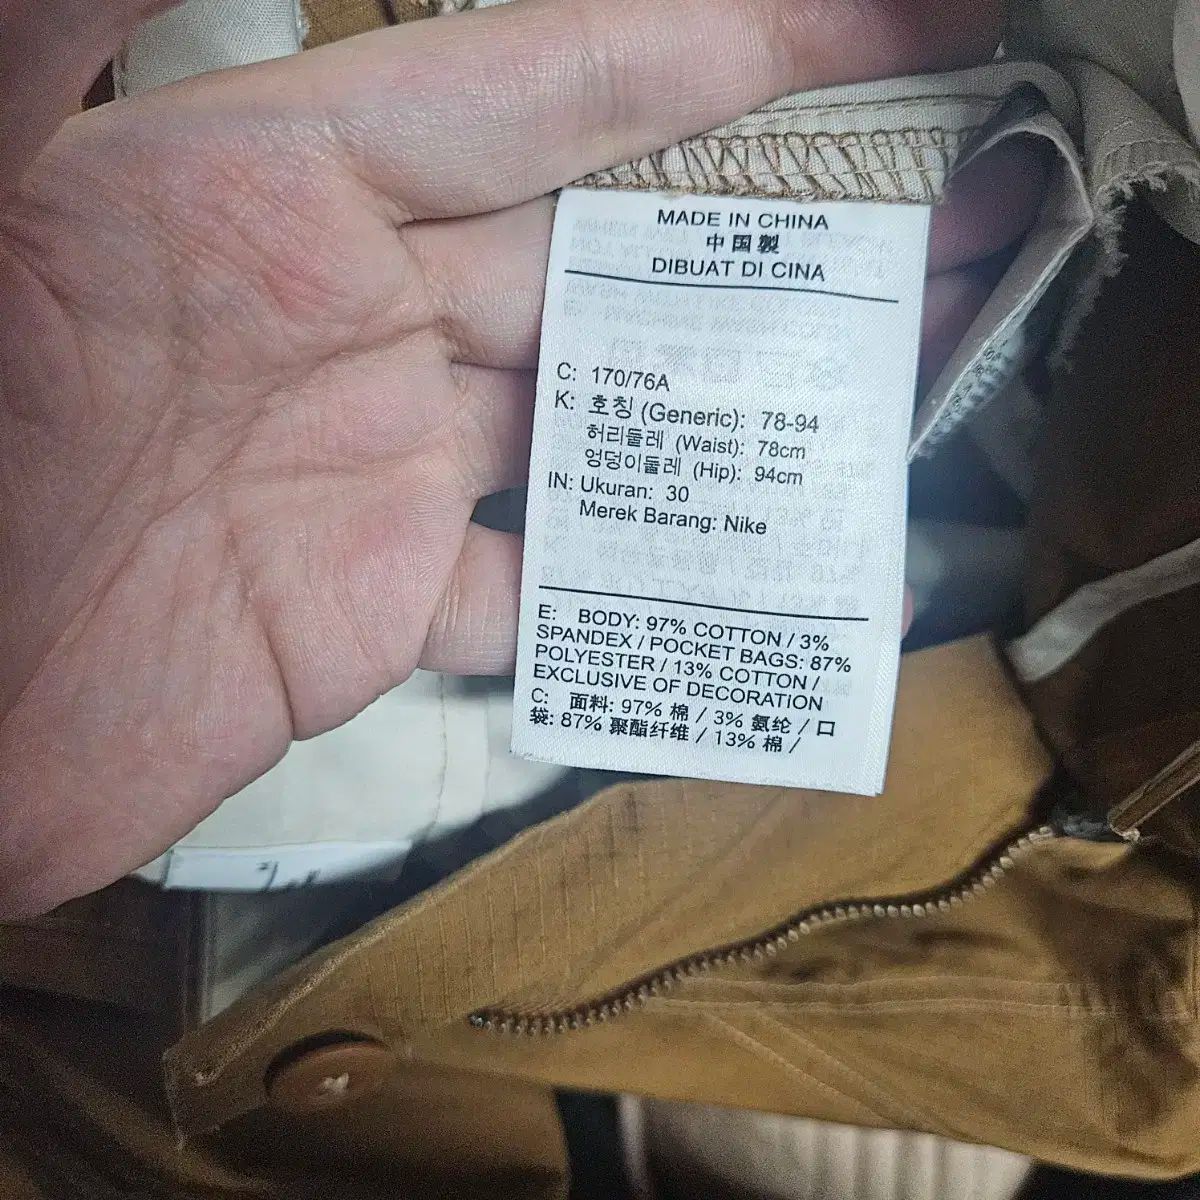 MADE IN CHINA
中国製
DIBUAT DI CINA
C: 170/76A
K: 호칭 (Generic): 78-94
허리둘레 (Waist): 78cm
엉덩이둘레 (Hip): 94cm
IN: Ukuran: 30
Merek Barang: Nike
E: BODY: 97% COTTON / 3%
SPANDEX / POCKET BAGS: 87%
POLYESTER / 13% COTTON /
EXCLUSIVE OF DECORATION
C: 面料: 97% 棉 / 3% 氨纶 / 口
袋: 87% 聚酯纤维 / 13% 棉 /